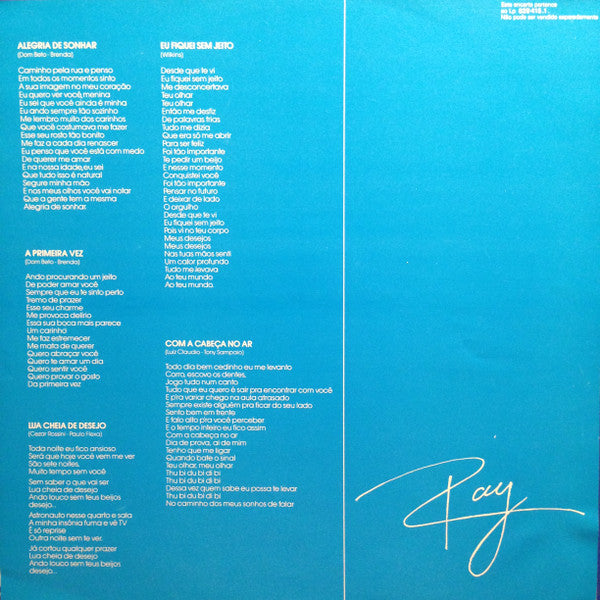 Este encarte pertence
ao Lp 839 415.1
Não pode ser vendido separadamente
ALEGRIA DE SONHAR
(Dom Beto - Brenda)
Caminho pela rua e penso
Em todos os momentos sinto
A sua imagem no meu coração
Eu quero ver você, menina
Eu sei que você ainda é minha
Eu ando sempre tão sozinho
Me lembro muito dos carinhos
Que você costumava me fazer
Esse seu rosto tão bonito
Me faz a cada dia renascer
Eu penso que você está com medo
De querer me amar
E na nossa idade, eu sei
Que tudo isso é natural
Segure minha mão
E nos meus olhos você vai notar
Que a gente tem a mesma
Alegria de sonhar.
A PRIMEIRA VEZ
(Dom Beto - Brenda)
Ando procurando um jeito
De poder amar você
Sempre que eu te sinto perto
Tremo de prazer
Esse seu charme
Me provoca delírio
Essa sua boca mais parece
Um carinho
Me faz estremecer
Me mata de querer
Quero abraçar você
Quero te amar um dia
Quero sentir você
Quero provar o gosto
Da primeira vez
LUA CHEIA DE DESEJO
(Cezar Rossini - Paulo Flexa)
Toda noite eu fico ansioso
Será que hoje você vem me ver
São sete noites,
Muito tempo sem você
Sem saber o que vai ser
Lua cheia de desejo
Ando louco sem teus beijos
desejo...
Astronauta nesse quarto e sala
A minha insônia fuma e vê TV
É só reprise
Outra noite sem te ver.
Já cortou qualquer prazer
Lua cheia de desejo
Ando louco sem teus beijos
desejo...
EU FIQUEI SEM JEITO
(Wilkins)
Desde que te vi
Eu fiquei sem jeito
Me desconcertava
Teu olhar
Teu olhar
Então me desfiz
De palavras frias
Tudo me dizia
Que era só me abrir
Para ser feliz
Foi tão importante
Te pedir um beijo
E nesse momento
Conquistei você
Foi tão importante
Pensar no futuro
E deixar de lado
O orgulho
Desde que te vi
Eu fiquei sem jeito
Pois vi no teu corpo
Meus desejos
Meus desejos
Nas tuas mãos senti
Um calor profundo
Tudo me levava
Ao teu mundo
Ao teu mundo.
COM A CABEÇA NO AR
(Luiz Cláudio - Tony Sampaio)
Todo dia bem cedinho eu me levanto
Corro, escovo os dentes,
Jogo tudo num canto
Tudo que eu quero é sair pra encontrar com você
E pra variar chego na aula atrasado
Sempre existe alguém pra ficar do seu lado
Sento bem em frente
E falo alto pra você perceber
E o tempo inteiro eu fico assim
Com a cabeça no ar
Dia de prova, ai de mim
Tenho que me ligar
Quando bate o sinal
Teu olhar, meu olhar
Thu bi du bi di bi
Thu bi du bi di bi
Thu bi du bi di bi
Dessa vez quem sabe eu possa te levar
No caminho dos meus sonhos de falar
Ray